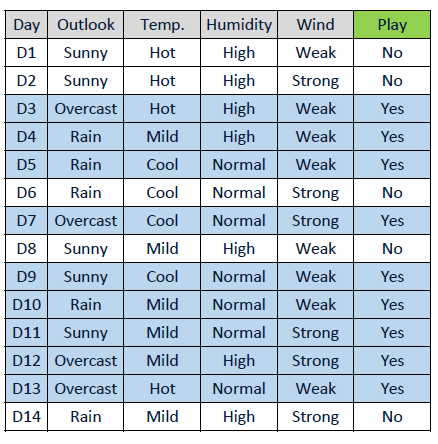 Day Outlook Temp. Humidity Wind Play
D1 Sunny Hot High Weak No
D2 Sunny Hot High Strong No
D3 Overcast Hot High Weak Yes
D4 Rain Mild High Weak Yes
D5 Rain Cool Normal Weak Yes
D6 Rain Cool Normal Strong No
D7 Overcast Cool Normal Strong Yes
D8 Sunny Mild High Weak No
D9 Sunny Cool Normal Weak Yes
D10 Rain Mild Normal Weak Yes
D11 Sunny Mild Normal Strong Yes
D12 Overcast Mild High Strong Yes
D13 Overcast Hot Normal Weak Yes
D14 Rain Mild High Strong No